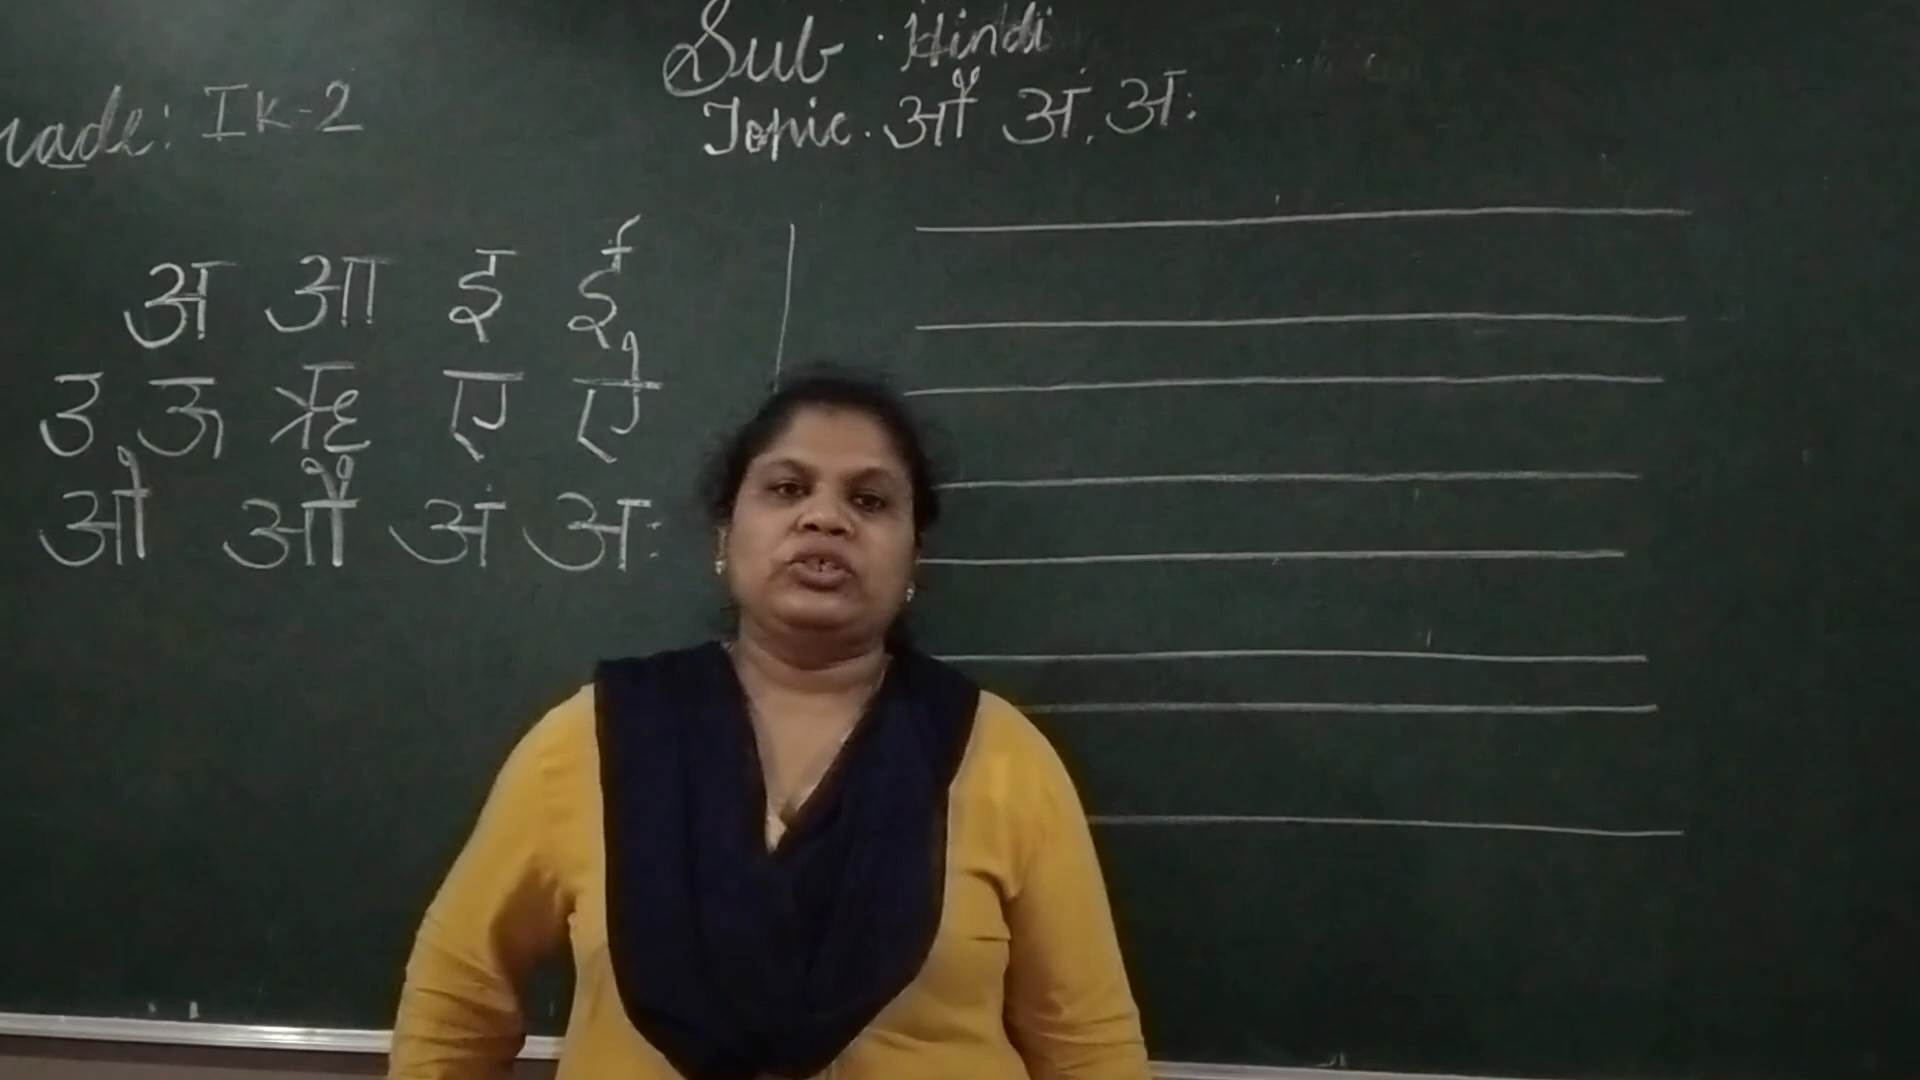 Sub. Hindi
rade: IK-2
Topic. औ अं, अः
अ आ इ ई
उ ऊ ऋ ए ऐ
ओ औ अं अः